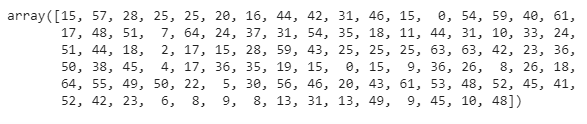 array([15, 57, 28, 25, 25, 20, 16, 44, 42, 31, 46, 15,  0, 54, 59, 40, 61,
       17, 48, 51,  7, 64, 24, 37, 31, 54, 35, 18, 11, 44, 31, 10, 33, 24,
       51, 44, 18,  2, 17, 15, 28, 59, 43, 25, 25, 25, 63, 63, 42, 23, 36,
       50, 38, 45,  4, 17, 36, 35, 19, 15,  0, 15,  9, 36, 26,  8, 26, 18,
       64, 55, 49, 50, 22,  5, 30, 56, 46, 20, 43, 61, 53, 48, 52, 45, 41,
       52, 42, 23,  6,  8,  9,  8, 13, 31, 13, 49,  9, 45, 10, 48])